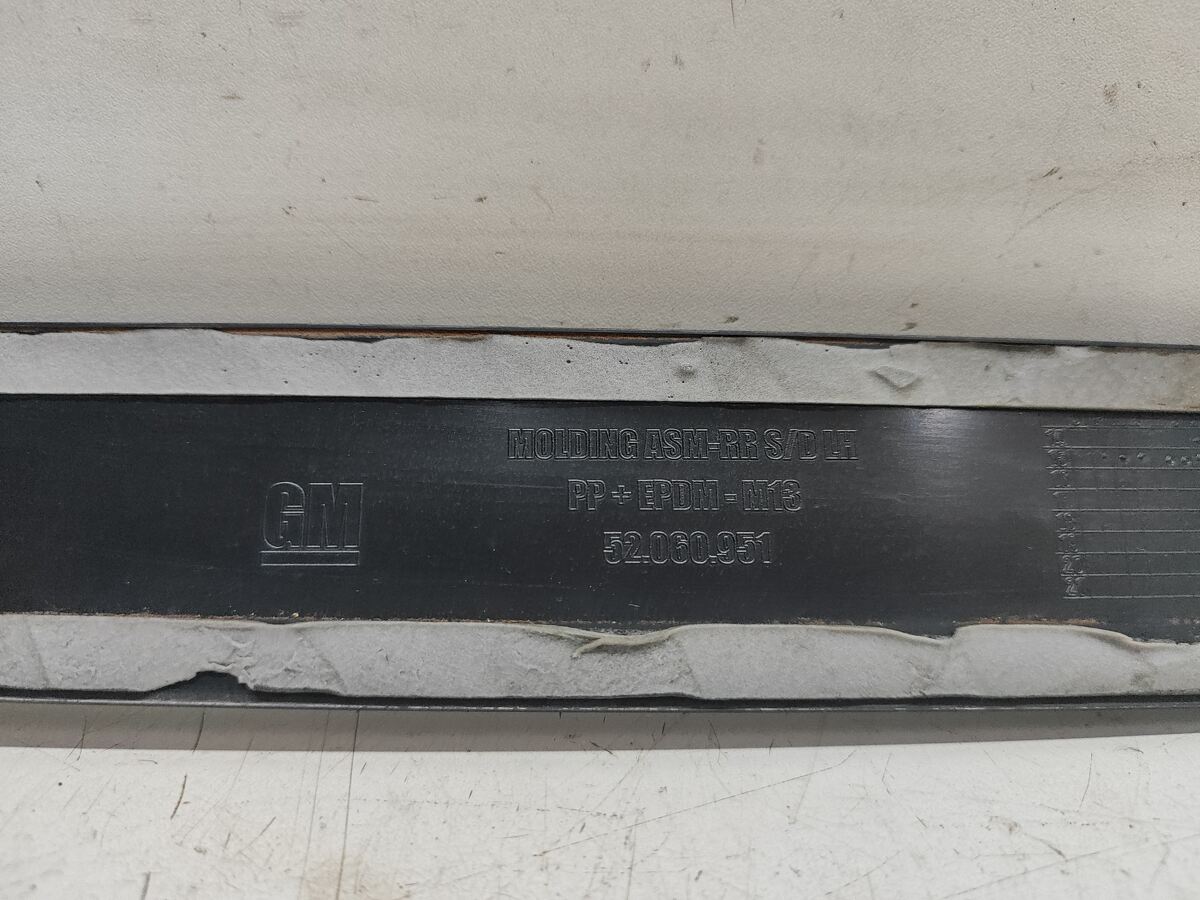 MOLDING ASM-RR S/D LH
PP + EPDM - M13
52.060.951
GM